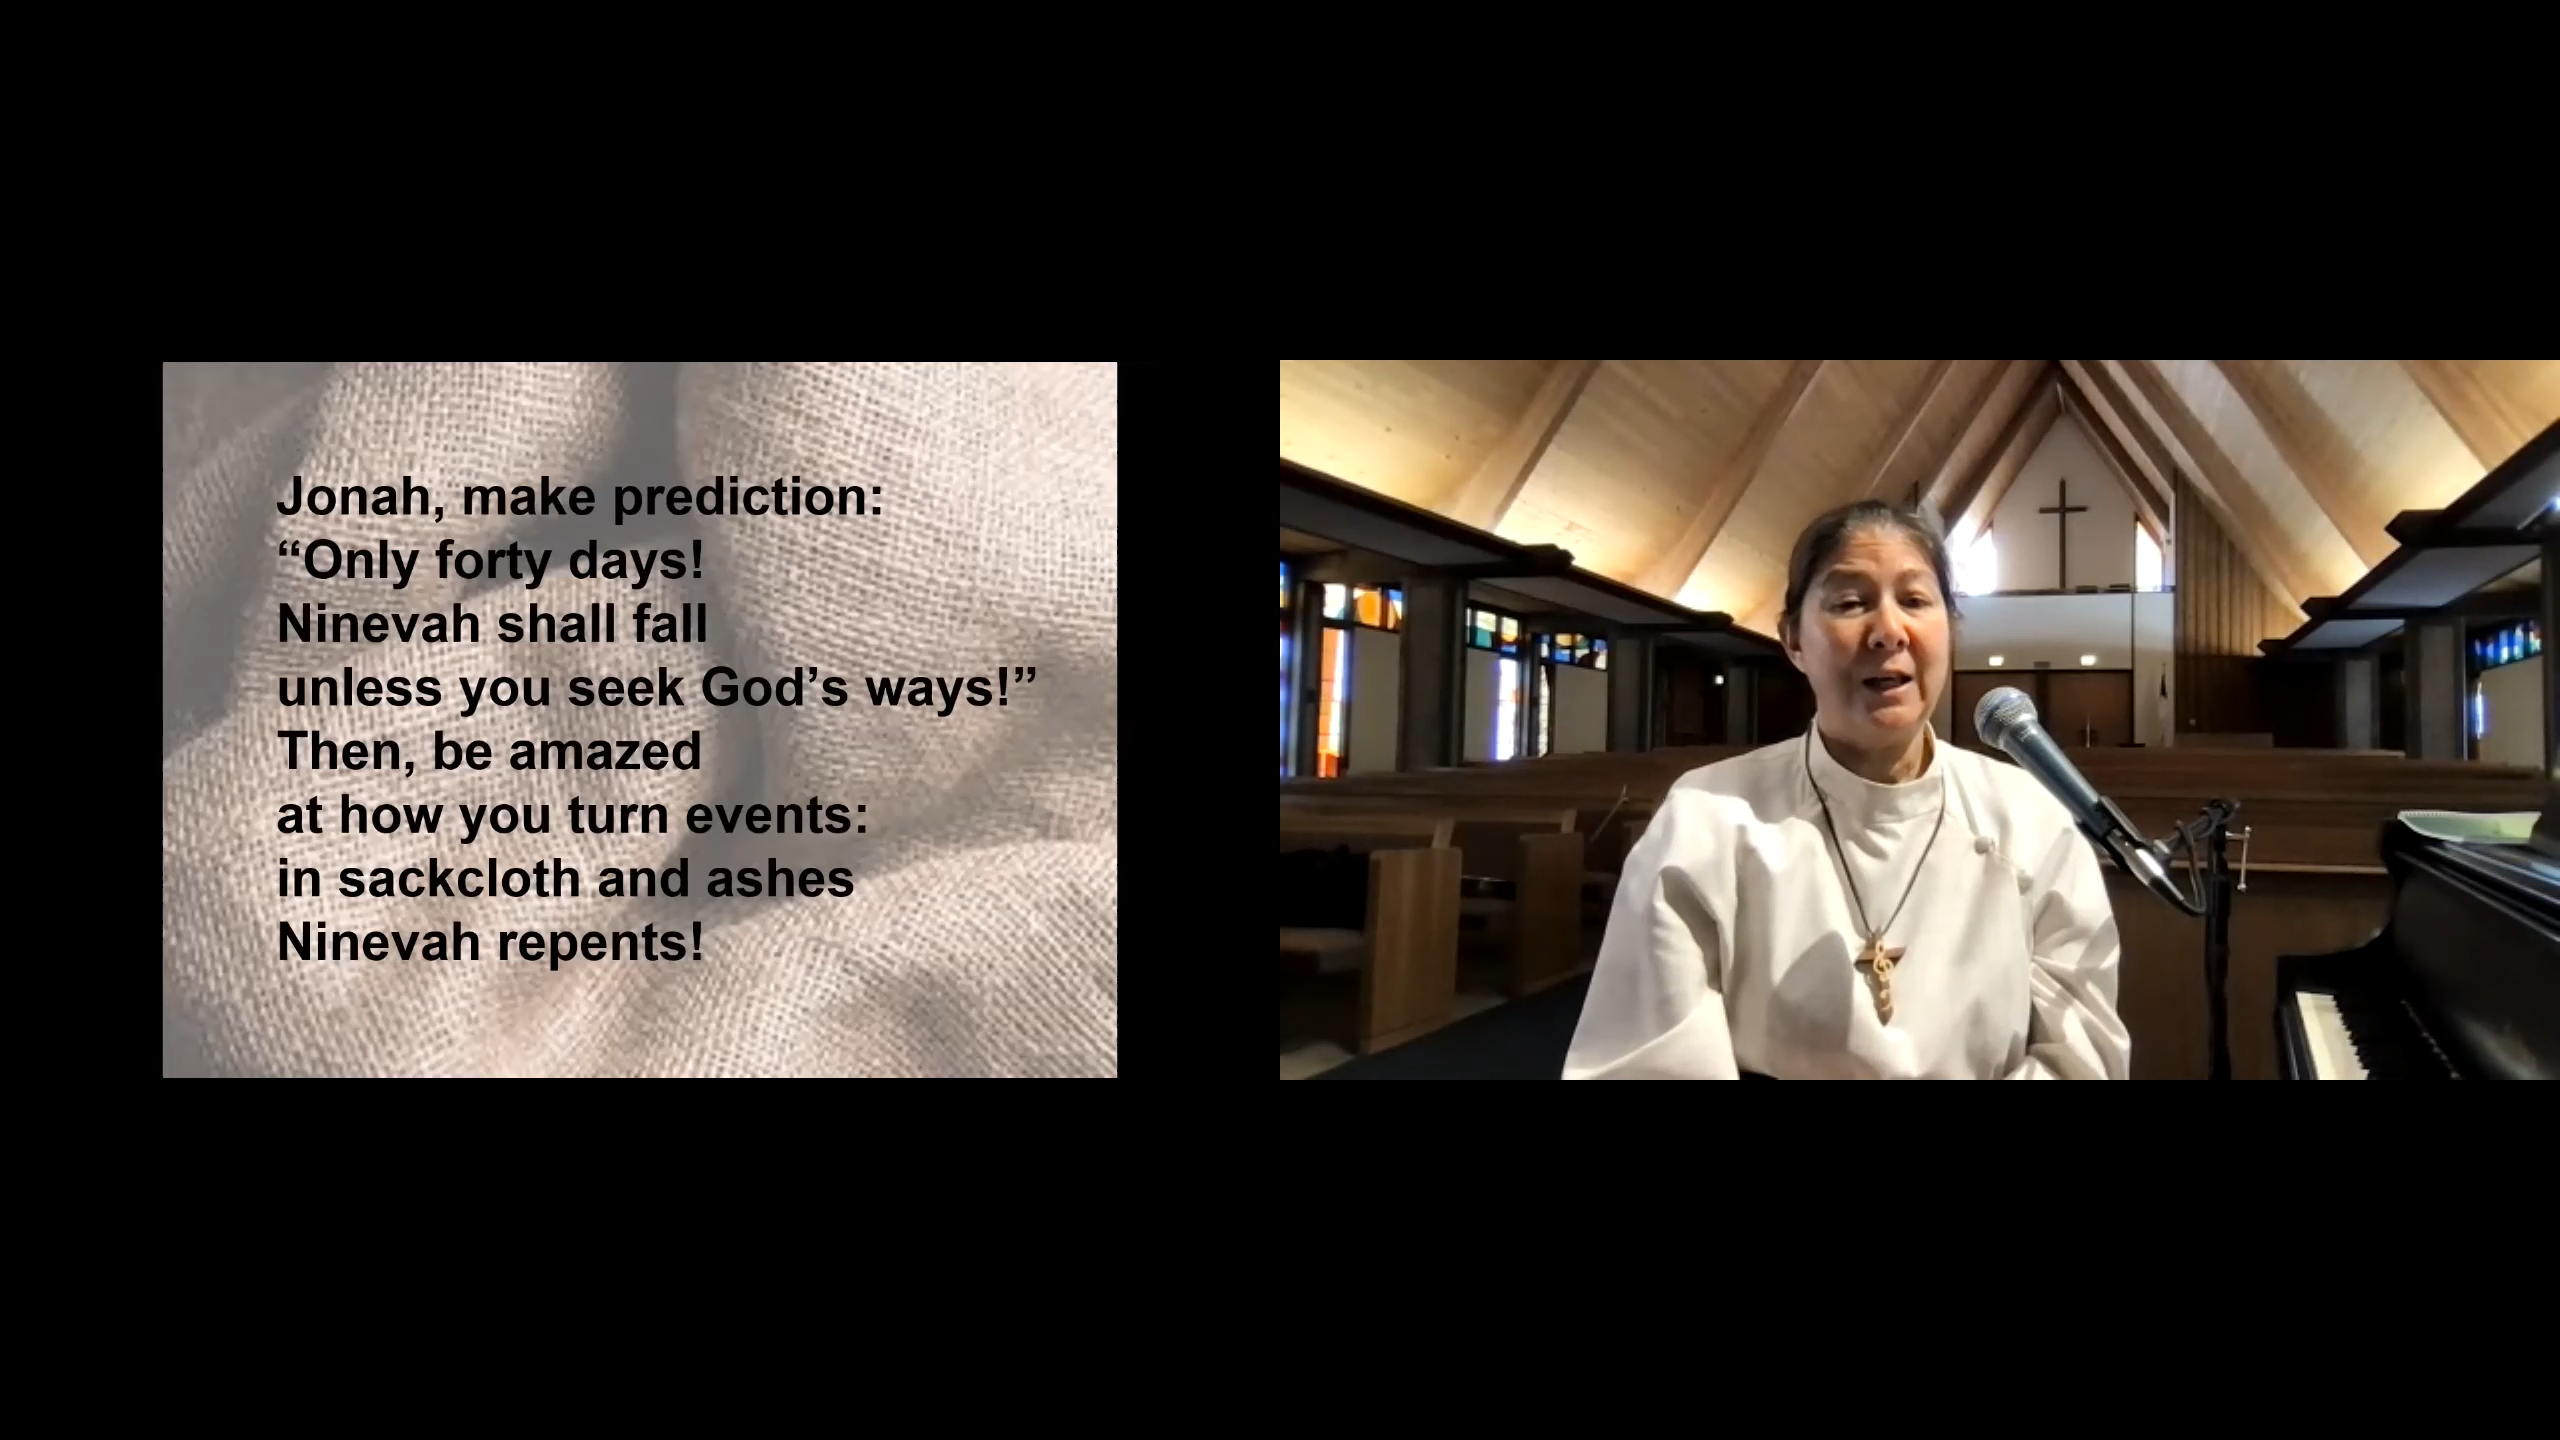 Jonah, make prediction:
“Only forty days!
Ninevah shall fall
unless you seek God’s ways!”
Then, be amazed
at how you turn events:
in sackcloth and ashes
Ninevah repents!